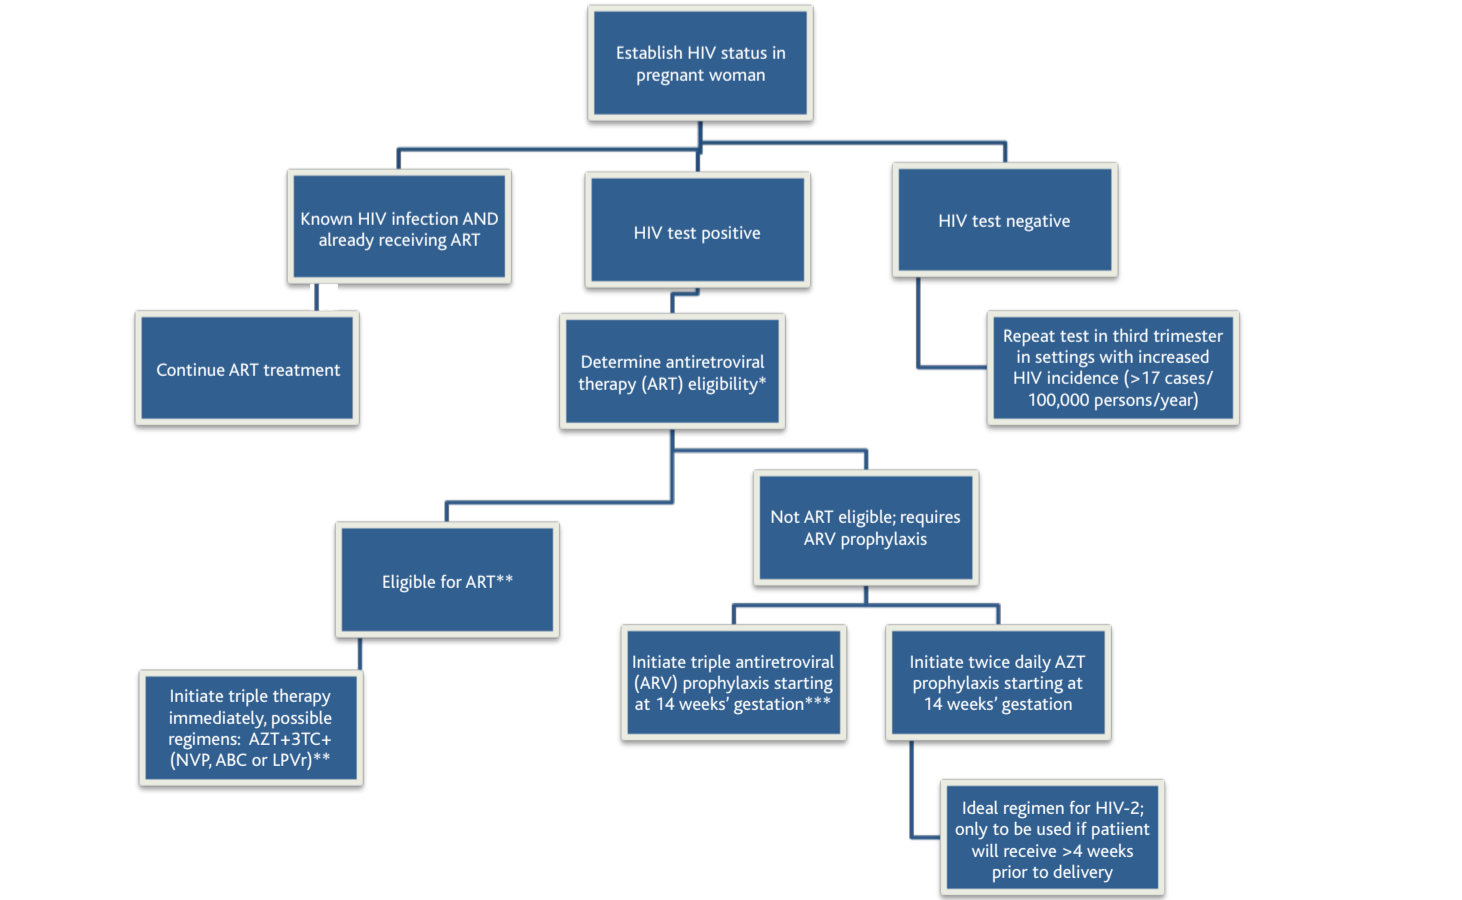 Establish HIV status in
pregnant woman
Known HIV infection AND
already receiving ART
HIV test positive
HIV test negative
Continue ART treatment
Determine antiretroviral
therapy (ART) eligibility*
Repeat test in third trimester
in settings with increased
HIV incidence (>17 cases/
100,000 persons/year)
Eligible for ART**
Not ART eligible; requires
ARV prophylaxis
Initiate triple therapy
immediately, possible
regimens: AZT+3TC+
(NVP, ABC or LPVr)**
Initiate triple antiretroviral
(ARV) prophylaxis starting
at 14 weeks’ gestation***
Initiate twice daily AZT
prophylaxis starting at
14 weeks’ gestation
Ideal regimen for HIV-2;
only to be used if patiient
will receive >4 weeks
prior to delivery